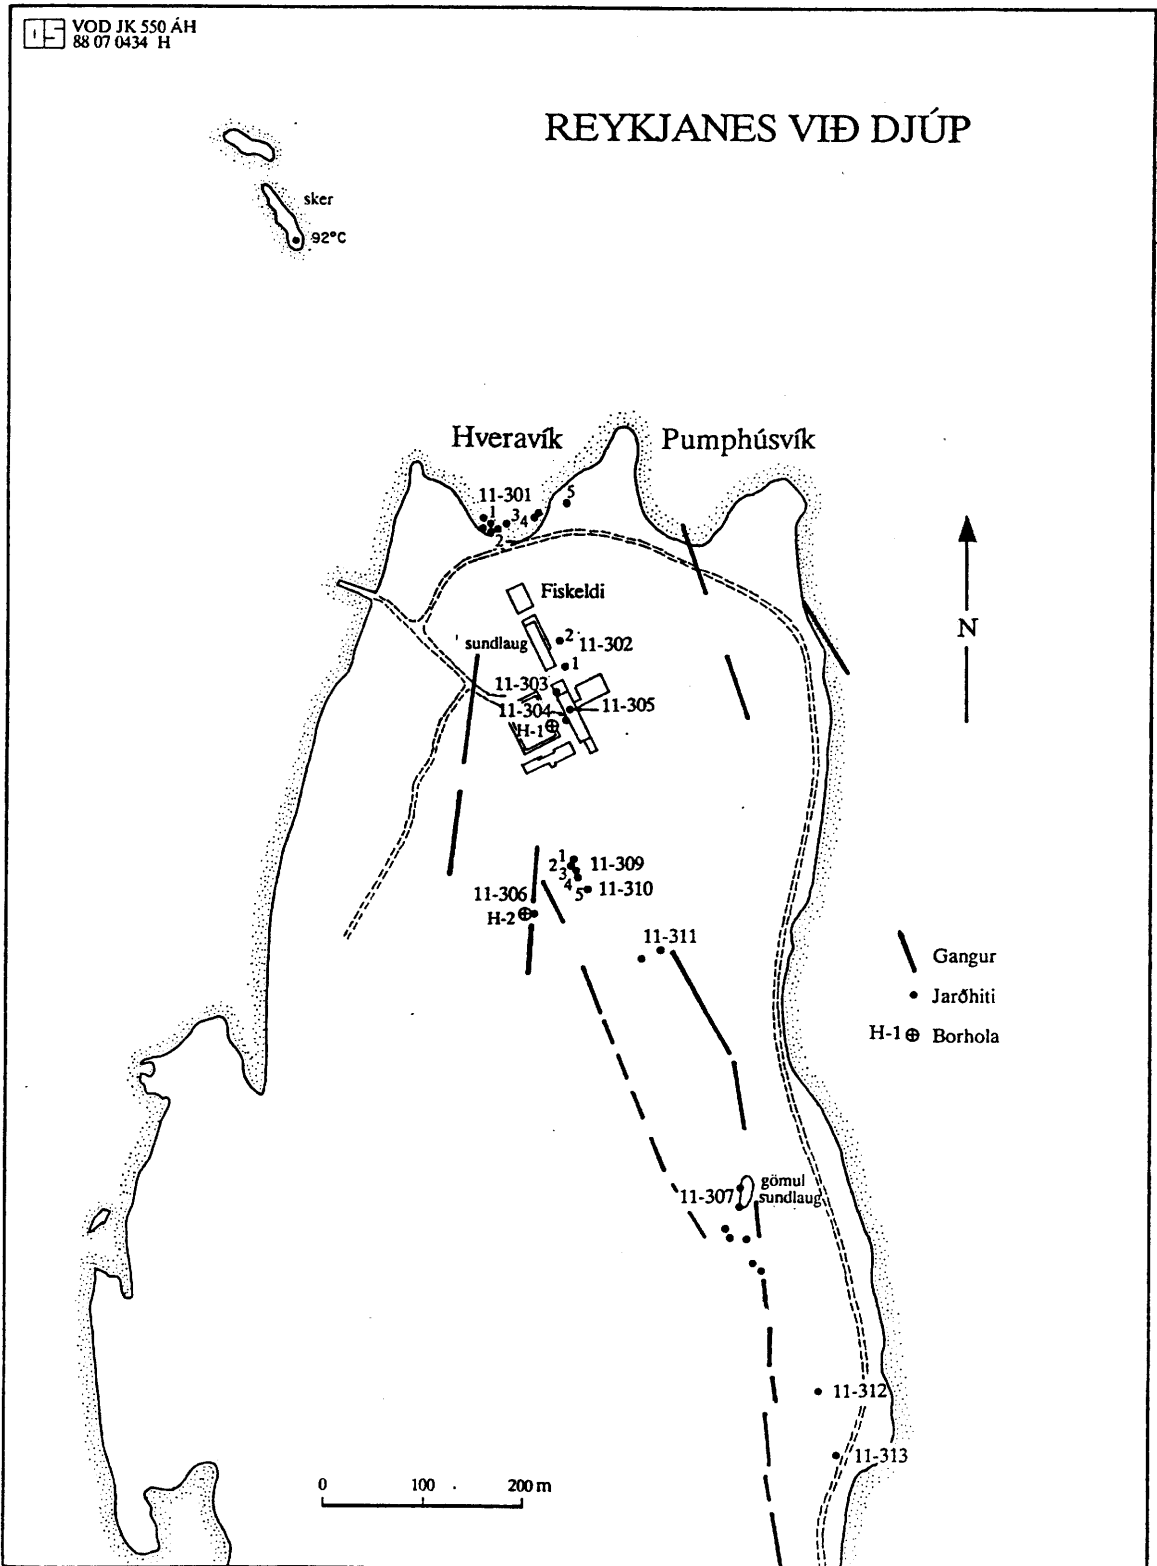 OS VOD JK 550 ÁH
88 07 0434 H
REYKJANES VIÐ DJÚP
sker
92°C
Hveravík
Pumphúsvík
11-301
1
2
3
4
5
Fiskeldi
N
sundlaug
2
11-302
1
11-303
11-304
11-305
H-1
1
2
11-309
3
4
5
11-310
11-306
H-2
11-311
Gangur
Jarðhiti
H-1 Borhola
gömul
sundlaug
11-307
11-312
11-313
0 100 200 m